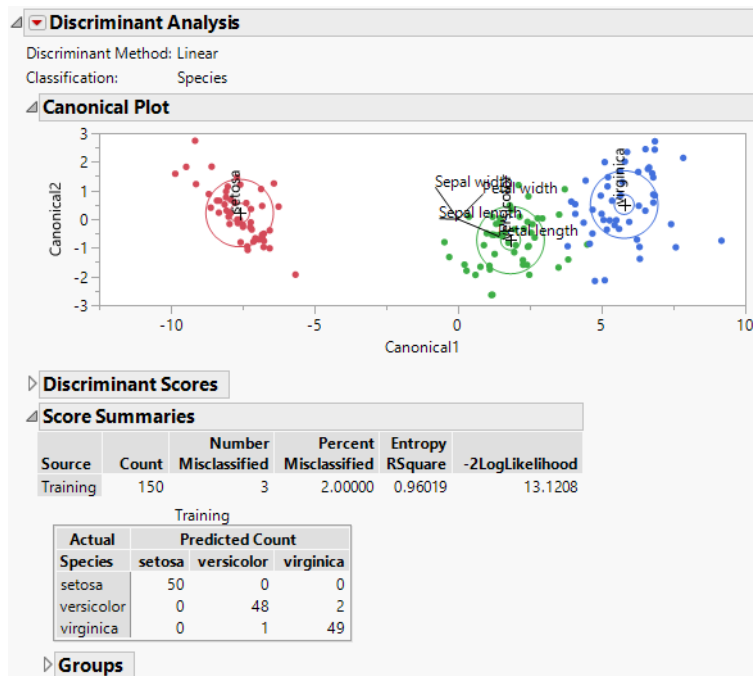 Discriminant Analysis
Discriminant Method: Linear
Classification: Species
Canonical Plot
Canonical2
3
2
1
0
-1
-2
-3
setosa
Sepal width
Petal width
Sepal length
Petal length
versicolor
virginica
-10
-5
0
5
10
Canonical1
Discriminant Scores
Score Summaries
Source Count Number Misclassified Percent Misclassified Entropy RSquare -2LogLikelihood
Training 150 3 2.00000 0.96019 13.1208
Training
Actual Species Predicted Count
setosa versicolor virginica
setosa 50 0 0
versicolor 0 48 2
virginica 0 1 49
Groups